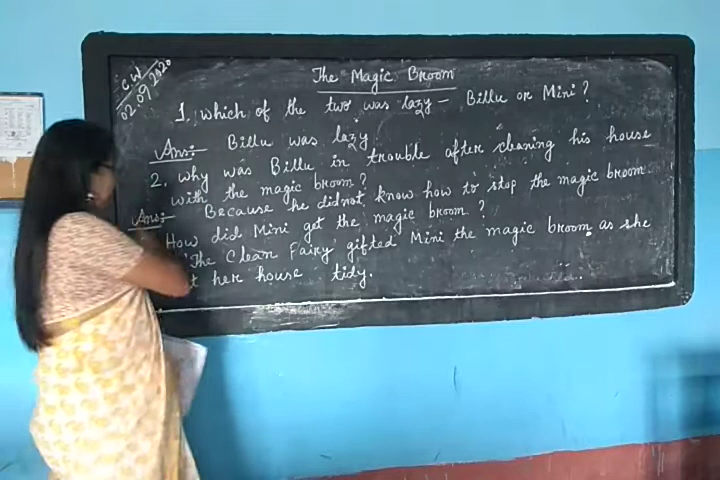 C.W
02.09.2020
The Magic Broom
1. Which of the two was lazy – Billu or Mini?
Ans:- Billu was lazy.
2. Why was Billu in trouble after cleaning his house
with the magic broom?
Ans:- Because he didnot know how to stop the magic broom.
How did Mini get the magic broom?
The Clean Fairy gifted Mini the magic broom as she
her house tidy.